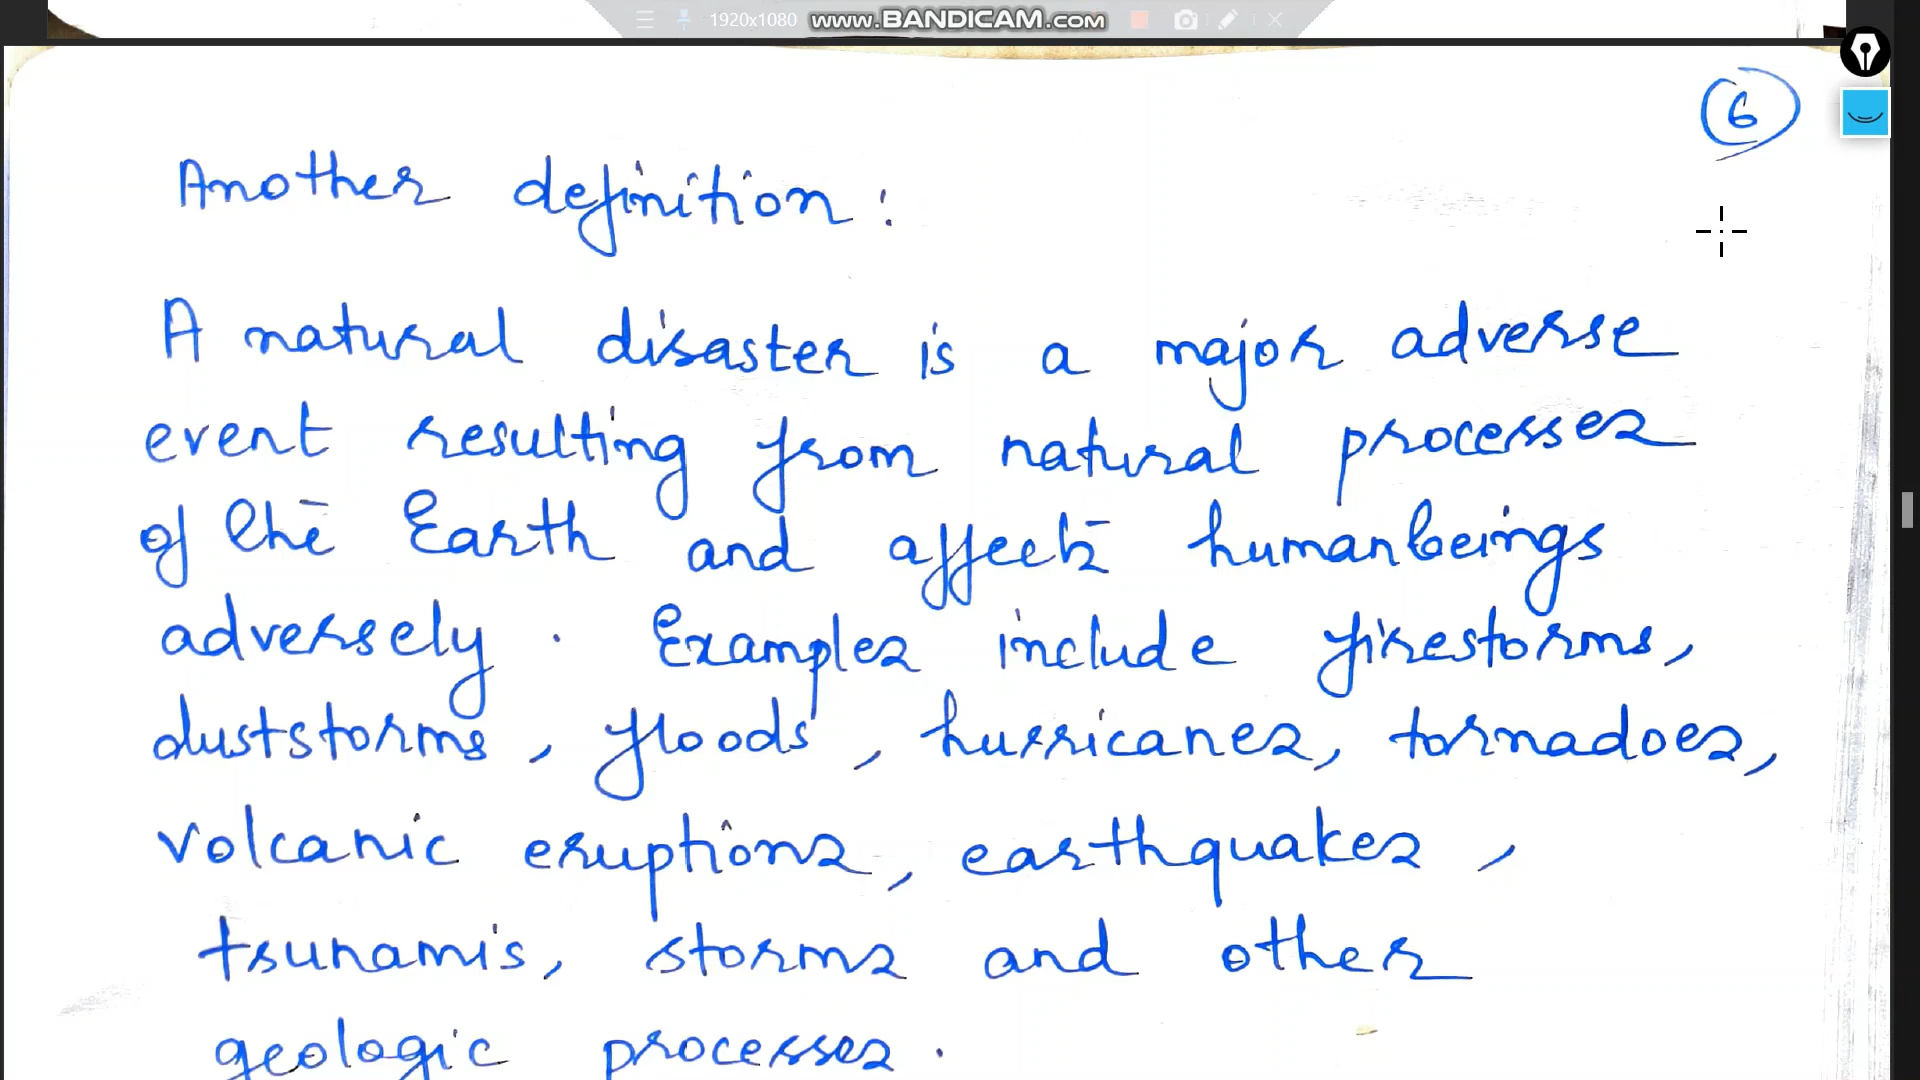 1920x1080 www.BANDICAM.com
6
Another definition:
A natural disaster is a major adverse
event resulting from natural processes
of the Earth and affects humanbeings
adversely. Examples include firestorms,
duststorms, floods, hurricanes, tornadoes,
volcanic eruptions, earthquakes,
tsunamis, storms and other
geologic processes.